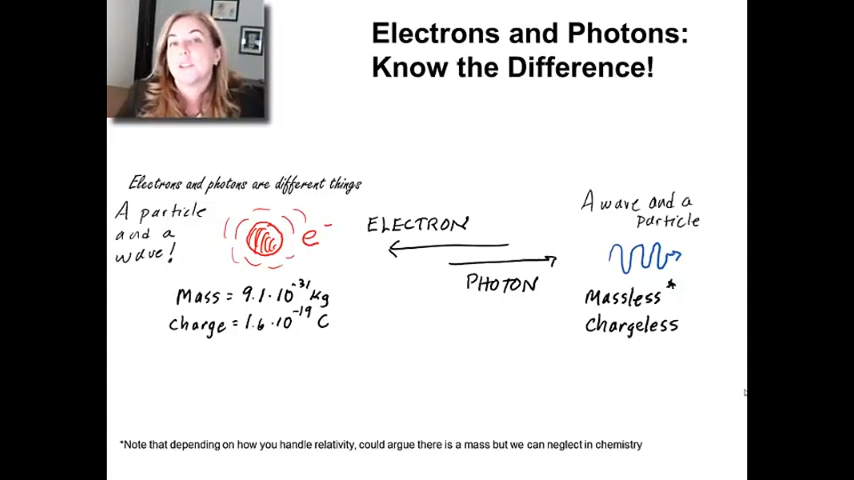 Electrons and Photons:
Know the Difference!
Electrons and photons are different things
A particle
and a
wave!
e-
ELECTRON
PHOTON
A wave and a
particle
Mass = 9.1·10^-31 kg
Charge = 1.6·10^-19 C
Massless*
Chargeless
*Note that depending on how you handle relativity, could argue there is a mass but we can neglect in chemistry